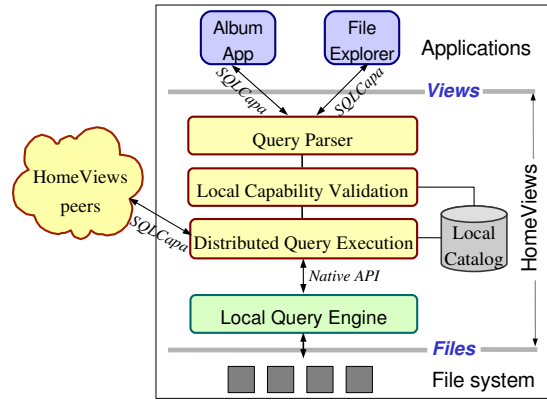 Album
App
File
Explorer
Applications
SQLCapa
SQLCapa
Views
Query Parser
HomeViews
peers
Local Capability Validation
SQLCapa
Distributed Query Execution
Local
Catalog
HomeViews
Native API
Local Query Engine
Files
File system